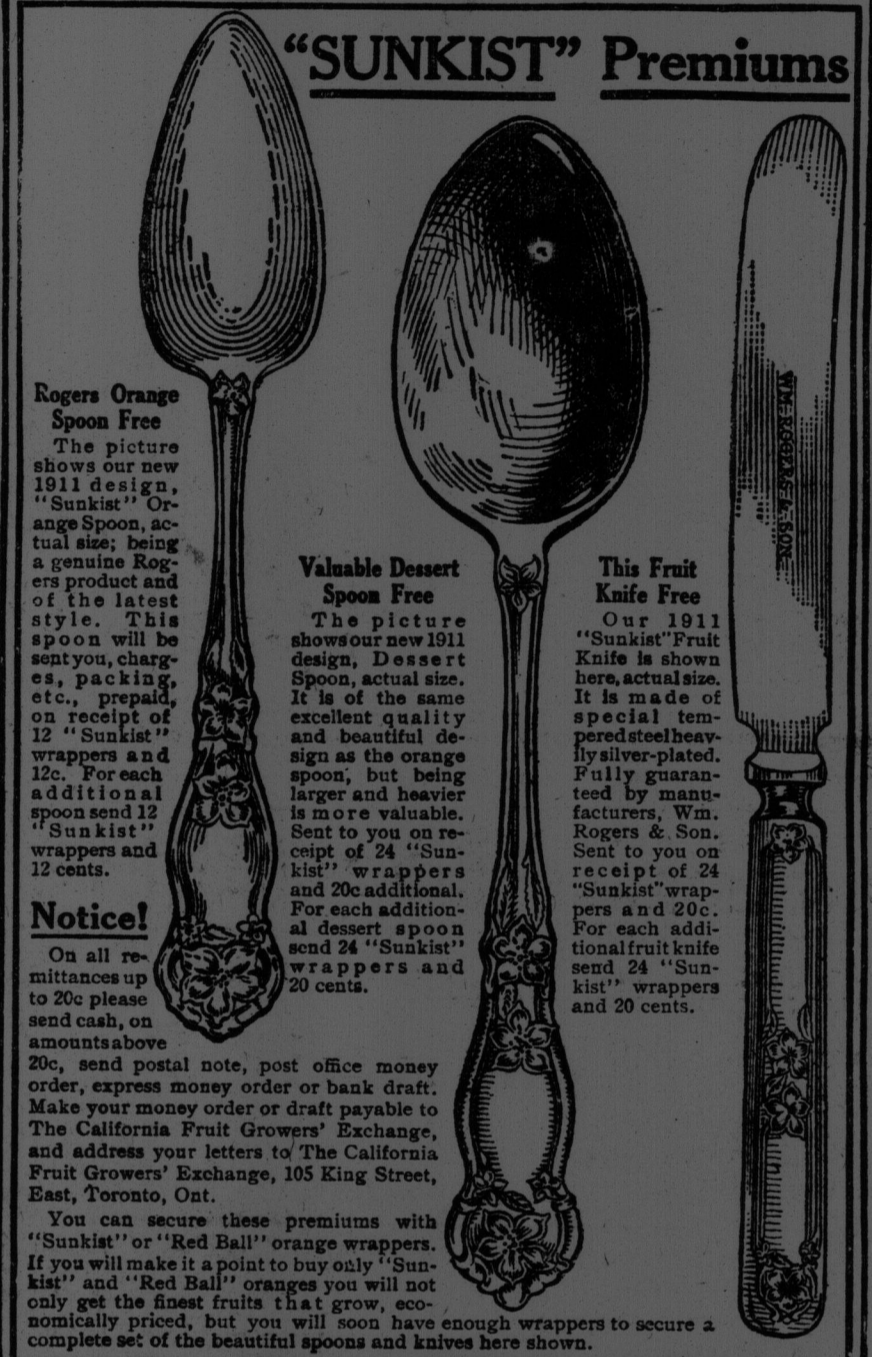 "SUNKIST" Premiums
Rogers Orange
Spoon Free
The picture
shows our new
1911 design,
"Sunkist" Or-
ange Spoon, ac-
tual size; being
a genuine Rog-
ers product and
of the latest
style. This
spoon will be
sent you, charg-
es, packing,
etc., prepaid,
on receipt of
12 "Sunkist"
wrappers and
12c. For each
additional
spoon send 12
"Sunkist"
wrappers and
12 cents.
Notice!
On all re-
mittances up
to 20c please
send cash, on
amounts above
20c, send postal note, post office money
order, express money order or bank draft.
Make your money order or draft payable to
The California Fruit Growers' Exchange,
and address your letters to The California
Fruit Growers' Exchange, 105 King Street,
East, Toronto, Ont.
You can secure these premiums with
"Sunkist" or "Red Ball" orange wrappers.
If you will make it a point to buy only "Sun-
kist" and "Red Ball" oranges you will not
only get the finest fruits that grow, eco-
nomically priced, but you will soon have enough wrappers to secure a
complete set of the beautiful spoons and knives here shown.
Valuable Dessert
Spoon Free
The picture
shows our new 1911
design, Dessert
Spoon, actual size.
It is of the same
excellent quality
and beautiful de-
sign as the orange
spoon, but being
larger and heavier
is more valuable.
Sent to you on re-
ceipt of 24 "Sun-
kist" wrappers
and 20c additional.
For each addition-
al dessert spoon
send 24 "Sunkist"
wrappers and
20 cents.
This Fruit
Knife Free
Our 1911
"Sunkist" Fruit
Knife is shown
here, actual size.
It is made of
special tem-
pered steel heav-
ily silver-plated.
Fully guaran-
teed by manu-
facturers, Wm.
Rogers & Son.
Sent to you on
receipt of 24
"Sunkist" wrap-
pers and 20c.
For each addi-
tional fruit knife
send 24 "Sun-
kist" wrappers
and 20 cents.
WM. ROGERS & SON